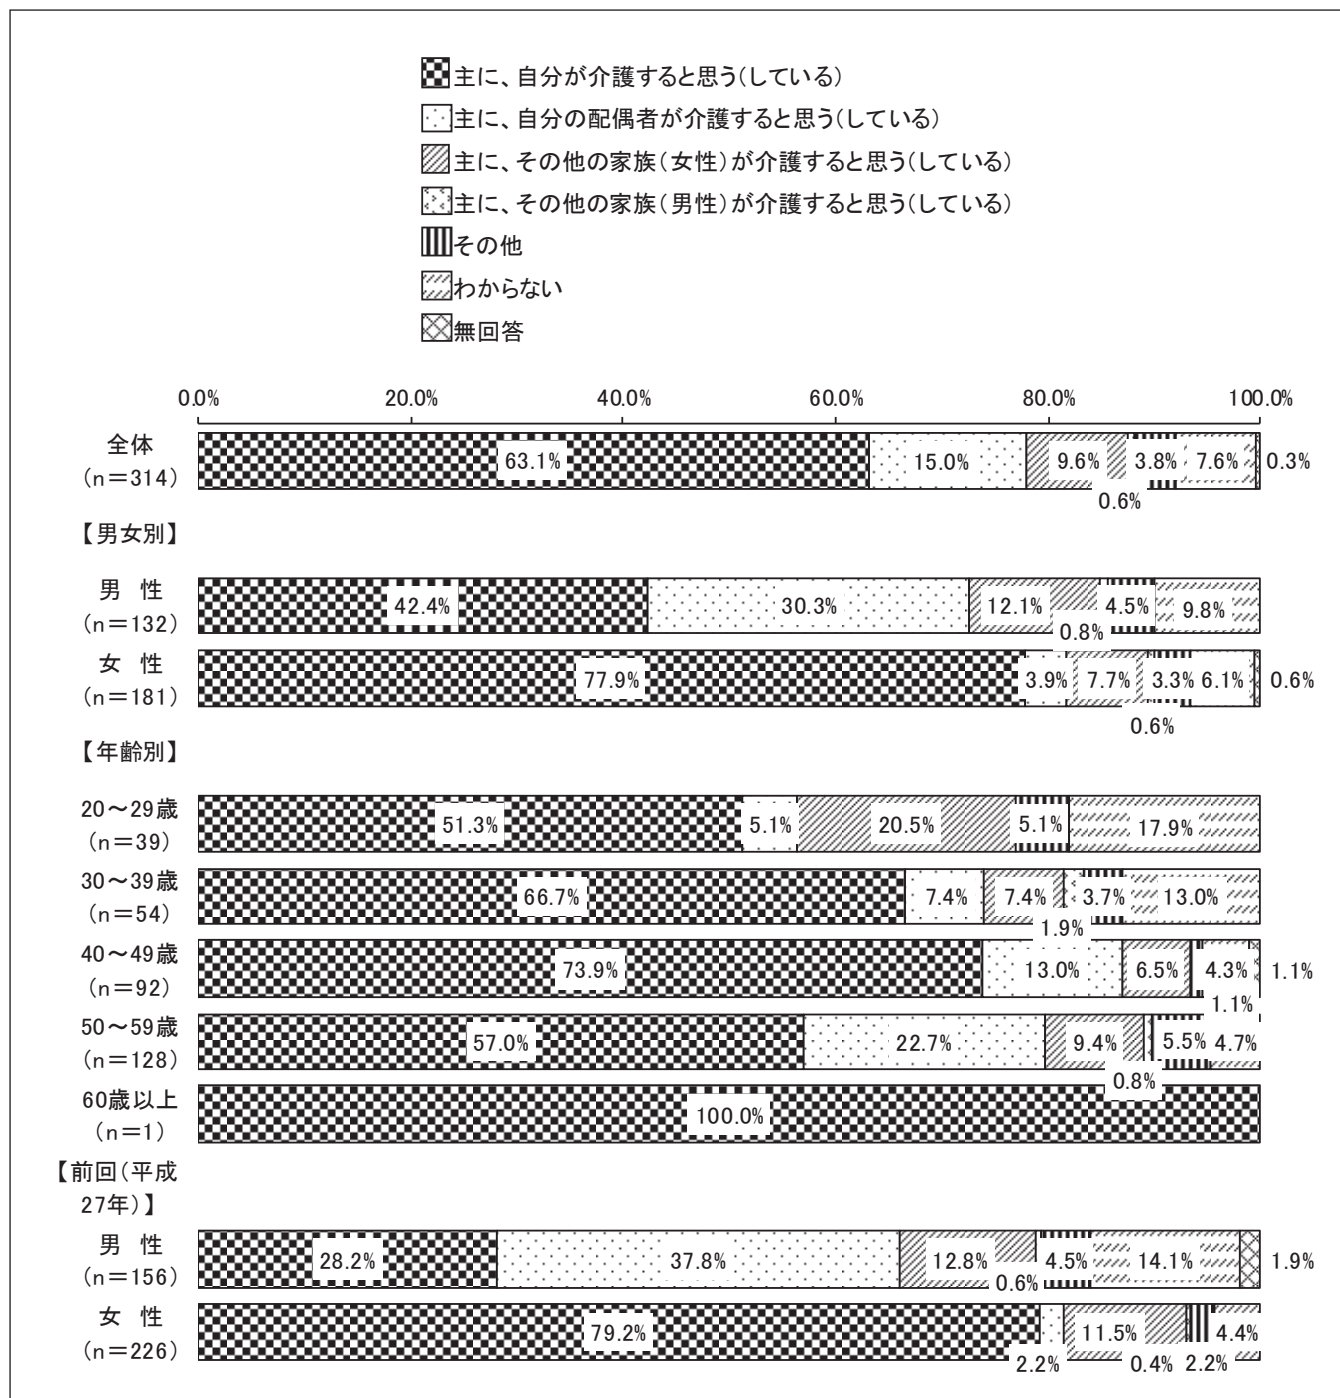 主に、自分が介護すると思う(している)
主に、自分の配偶者が介護すると思う(している)
主に、その他の家族(女性)が介護すると思う(している)
主に、その他の家族(男性)が介護すると思う(している)
その他
わからない
無回答
0.0% 20.0% 40.0% 60.0% 80.0% 100.0%
全体
(n=314)
63.1% 15.0% 9.6% 3.8% 7.6% 0.3%
0.6%
【男女別】
男 性
(n=132)
42.4% 30.3% 12.1% 4.5% 9.8%
0.8%
女 性
(n=181)
77.9% 3.9% 7.7% 3.3% 6.1% 0.6%
0.6%
【年齢別】
20~29歳
(n=39)
51.3% 5.1% 20.5% 5.1% 17.9%
30~39歳
(n=54)
66.7% 7.4% 7.4% 3.7% 13.0%
1.9%
40~49歳
(n=92)
73.9% 13.0% 6.5% 4.3% 1.1%
1.1%
50~59歳
(n=128)
57.0% 22.7% 9.4% 5.5% 4.7%
0.8%
60歳以上
(n=1)
100.0%
【前回(平成
27年)】
男 性
(n=156)
28.2% 37.8% 12.8% 4.5% 14.1% 1.9%
0.6%
女 性
(n=226)
79.2% 11.5% 4.4%
2.2% 0.4% 2.2%